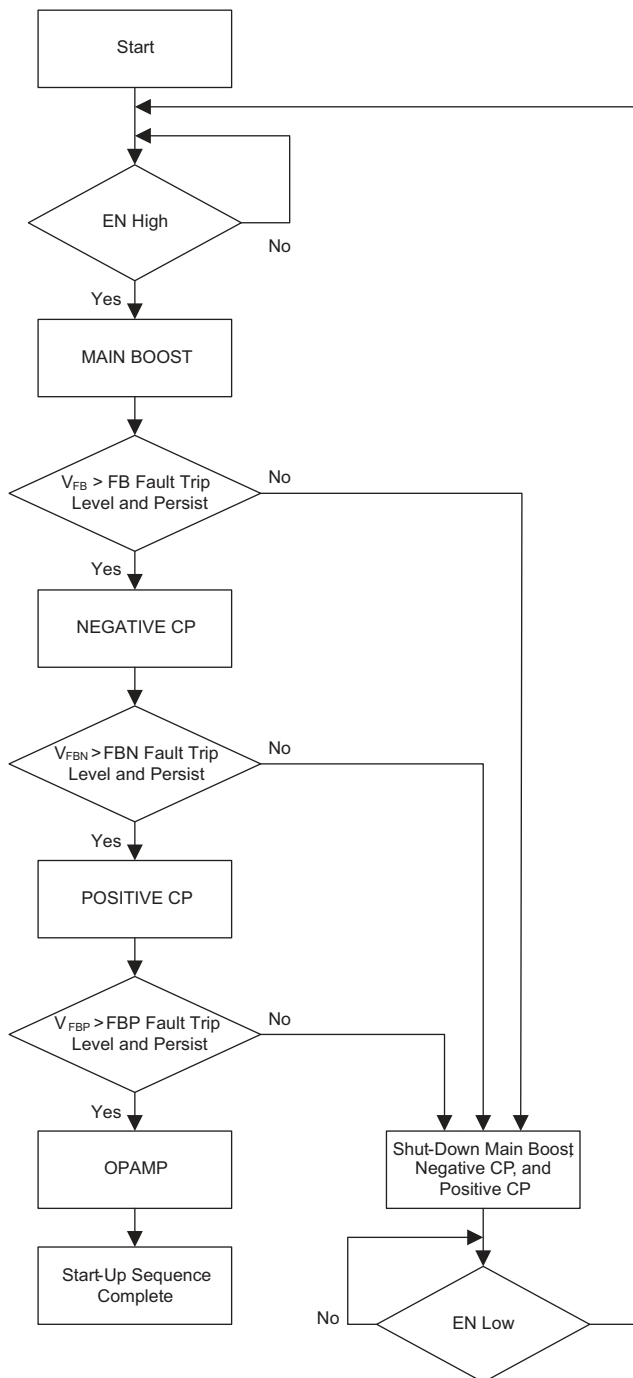 Start
EN High
No
Yes
MAIN BOOST
VFB > FB Fault Trip
Level and Persist
No
Yes
NEGATIVE CP
VFBN > FBN Fault Trip
Level and Persist
No
Yes
POSITIVE CP
VFBP > FBP Fault Trip
Level and Persist
No
Yes
OPAMP
Shut-Down Main Boost,
Negative CP, and
Positive CP
Start-Up Sequence
Complete
No
EN Low